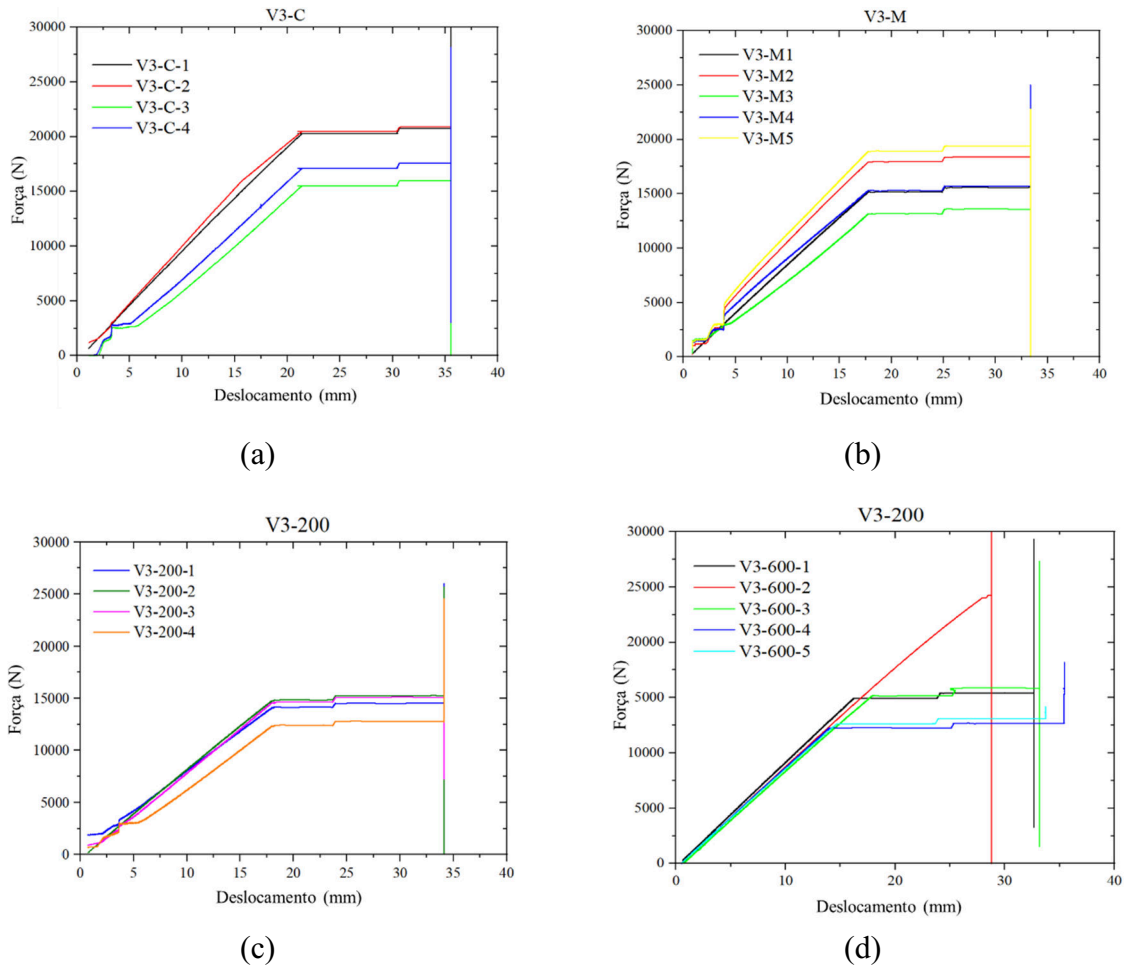 V3-C
30000
25000
20000
15000
10000
5000
0
Força (N)
V3-C-1
V3-C-2
V3-C-3
V3-C-4
0 5 10 15 20 25 30 35 40
Deslocamento (mm)
(a)
V3-M
30000
25000
20000
15000
10000
5000
0
Força (N)
V3-M1
V3-M2
V3-M3
V3-M4
V3-M5
0 5 10 15 20 25 30 35 40
Deslocamento (mm)
(b)
V3-200
30000
25000
20000
15000
10000
5000
0
Força (N)
V3-200-1
V3-200-2
V3-200-3
V3-200-4
0 5 10 15 20 25 30 35 40
Deslocamento (mm)
(c)
V3-200
30000
25000
20000
15000
10000
5000
0
Força (N)
V3-600-1
V3-600-2
V3-600-3
V3-600-4
V3-600-5
0 10 20 30 40
Deslocamento (mm)
(d)